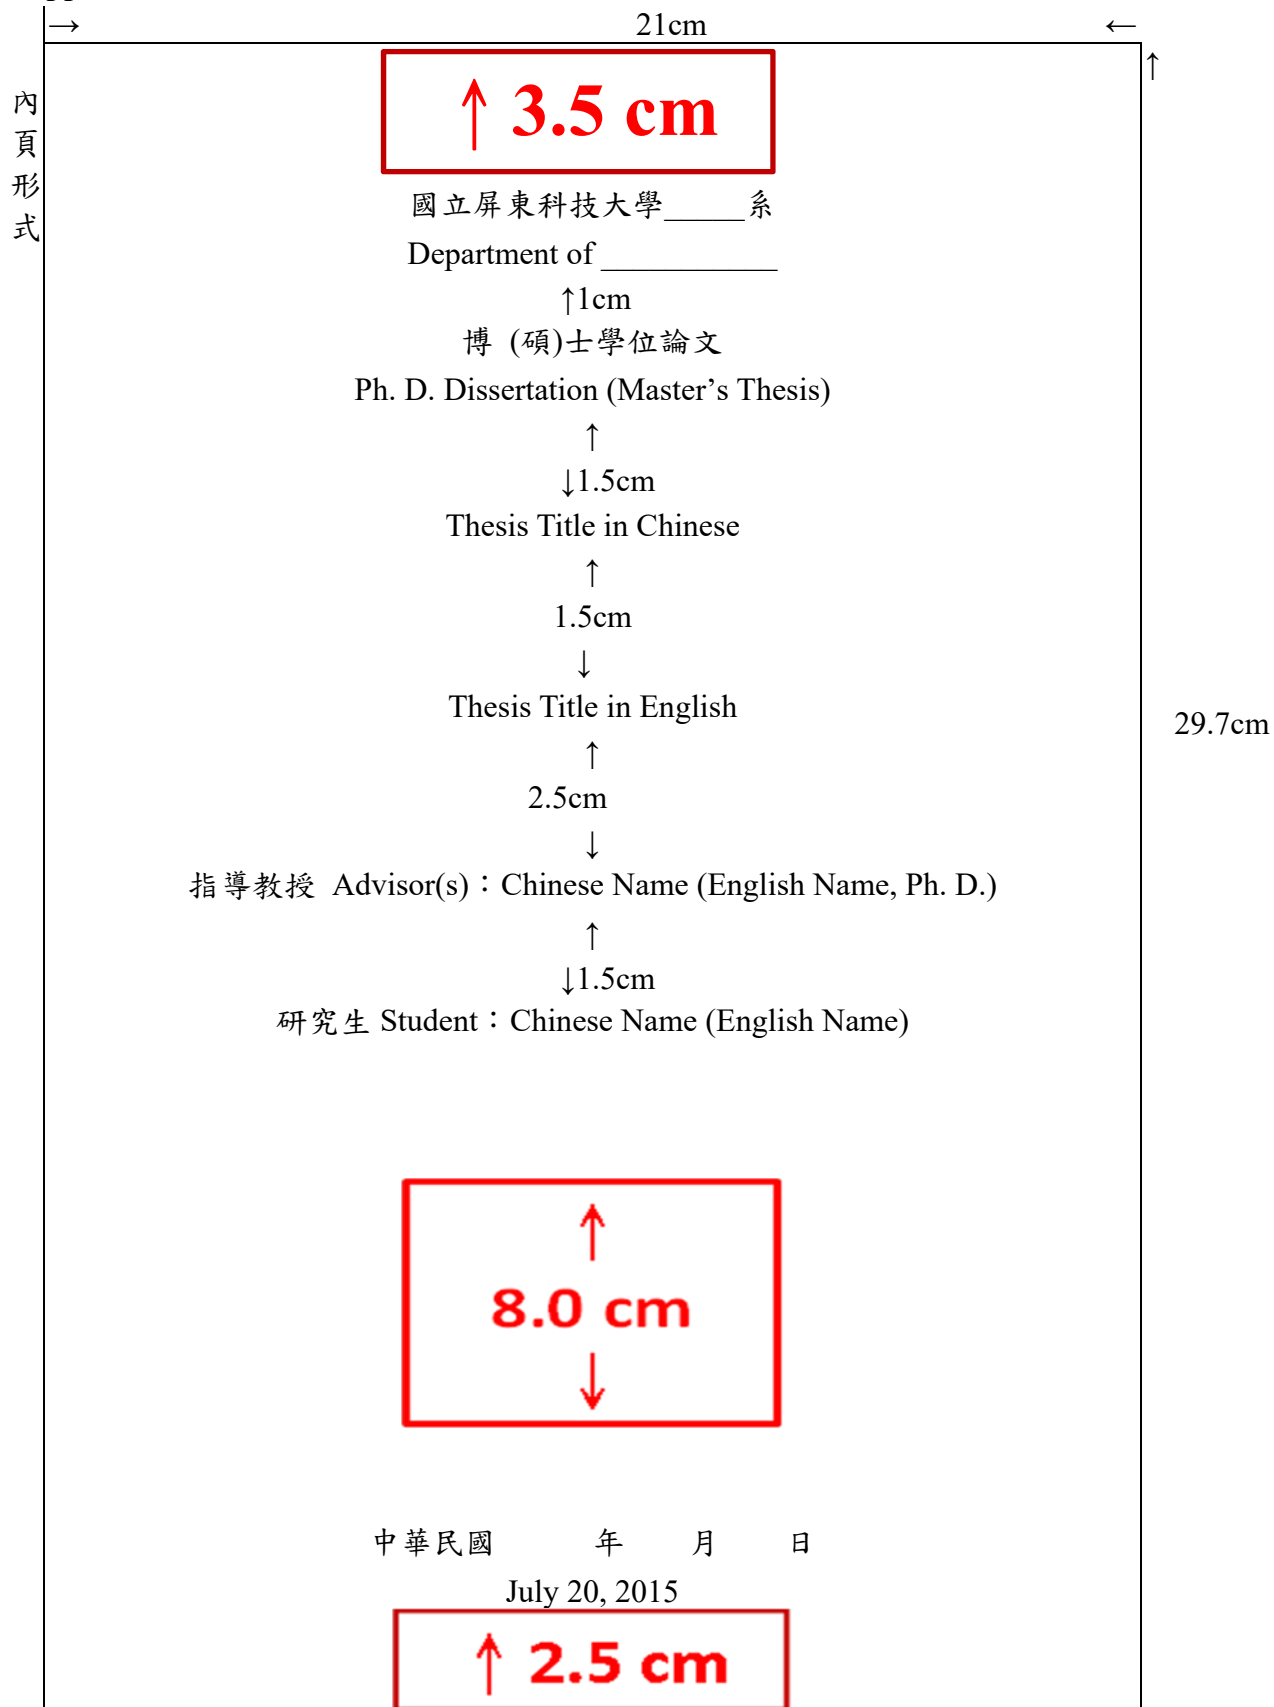 → 21cm ←
↑
內頁形式
↑ 3.5 cm
國立屏東科技大學_____系
Department of ___________
↑1cm
博 (碩)士學位論文
Ph. D. Dissertation (Master’s Thesis)
↑
↓1.5cm
Thesis Title in Chinese
↑
1.5cm
↓
Thesis Title in English
29.7cm
↑
2.5cm
↓
指導教授 Advisor(s)：Chinese Name (English Name, Ph. D.)
↑
↓1.5cm
研究生 Student：Chinese Name (English Name)
↑
8.0 cm
↓
中華民國 年 月 日
July 20, 2015
↑ 2.5 cm